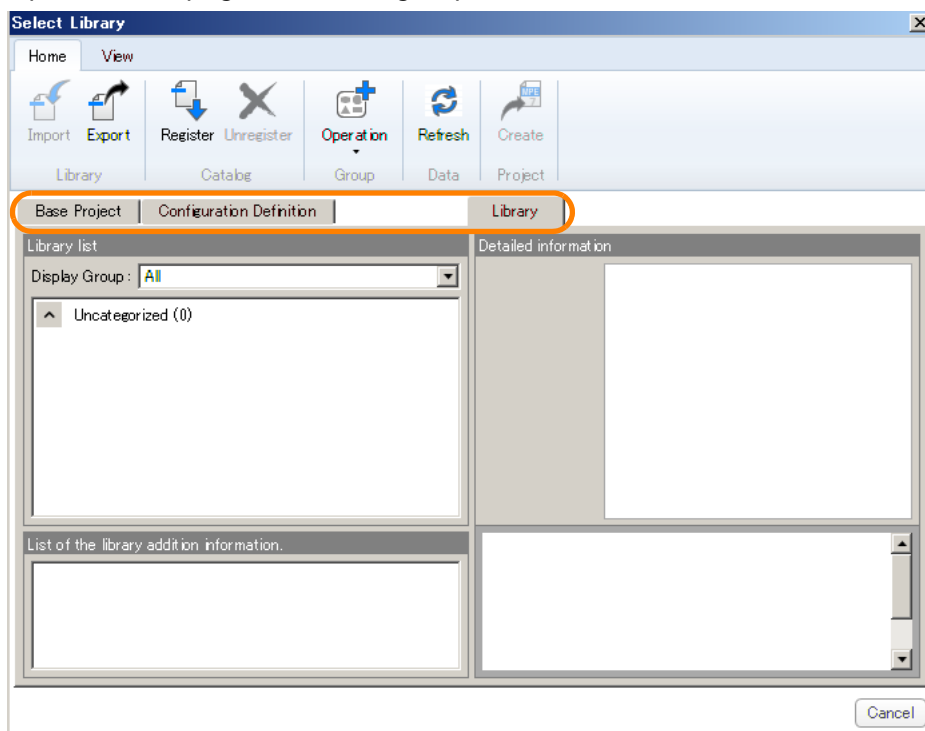 Select Library
Home View
Import Export Register Unregister Operation Refresh Create
Library Catalog Group Data Project
Base Project Configuration Definition Library
Library list
Detailed information
Display Group : All
Uncategorized (0)
List of the library addition information.
Cancel